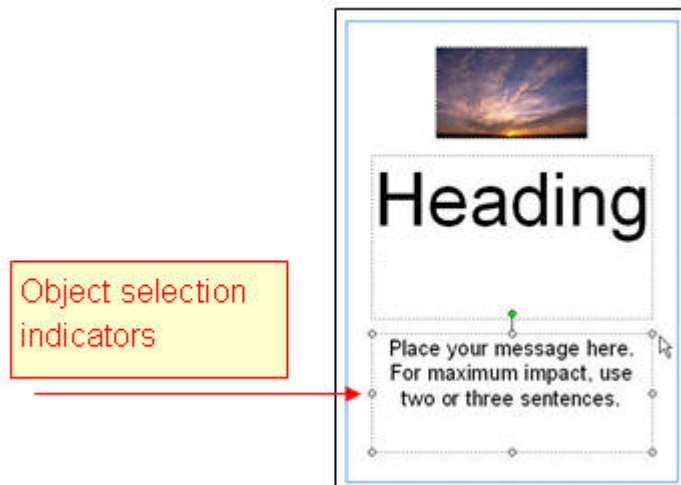 Heading
Object selection
indicators
Place your message here.
For maximum impact, use
two or three sentences.